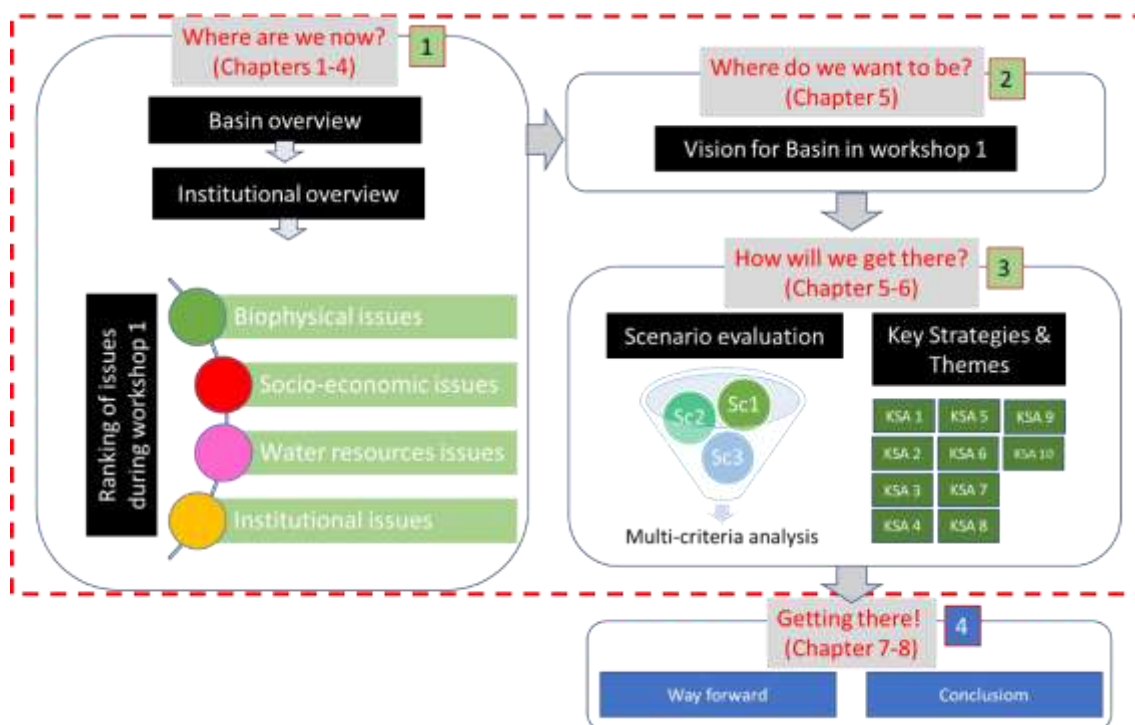 Where are we now?
(Chapters 1-4)
1
Basin overview
Institutional overview
Ranking of issues
during workshop 1
Biophysical issues
Socio-economic issues
Water resources issues
Institutional issues
Where do we want to be?
(Chapter 5)
2
Vision for Basin in workshop 1
How will we get there?
(Chapter 5-6)
3
Scenario evaluation
Sc2
Sc1
Sc3
Multi-criteria analysis
Key Strategies &
Themes
KSA 1
KSA 5
KSA 9
KSA 2
KSA 6
KSA 10
KSA 3
KSA 7
KSA 4
KSA 8
Getting there!
(Chapter 7-8)
4
Way forward
Conclusiom